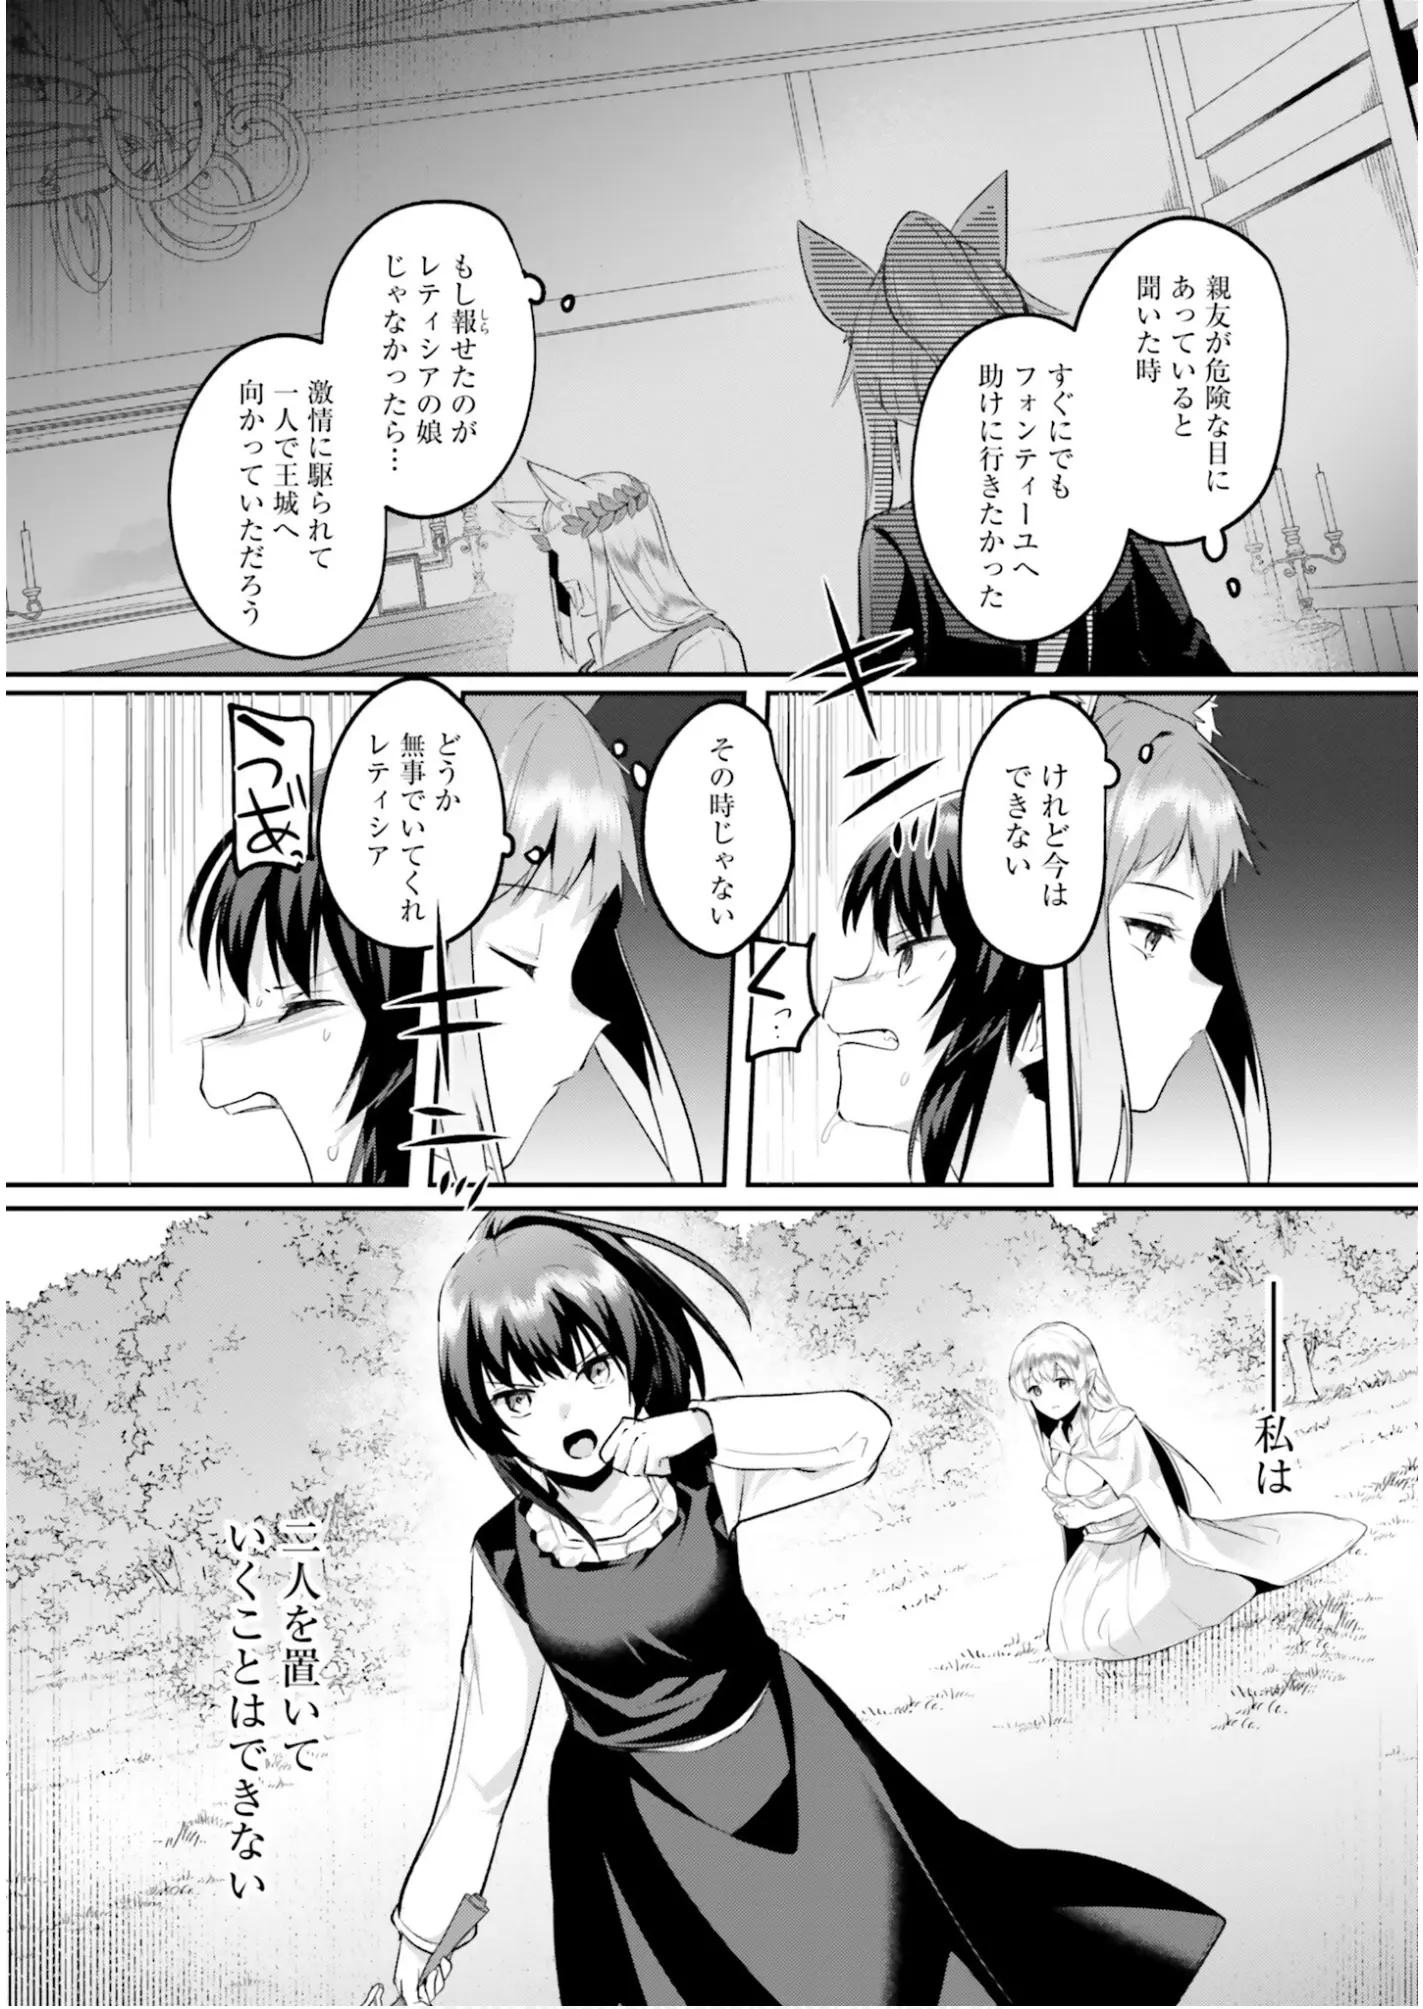 親友が危険な目に
あっていると
聞いた時
すぐにでも
フォンティーユへ
助けに行きたかった
もし報せたのが
しら
レティシアの娘
じゃなかったら…
激情に駆られて
一人で王城へ
向かっていただろう
けれど今は
できない
くっ…
その時じゃない
どうか
無事でいてくれ
レティシア
くっあぁっ
――私は
二人を置いて
いくことはできない